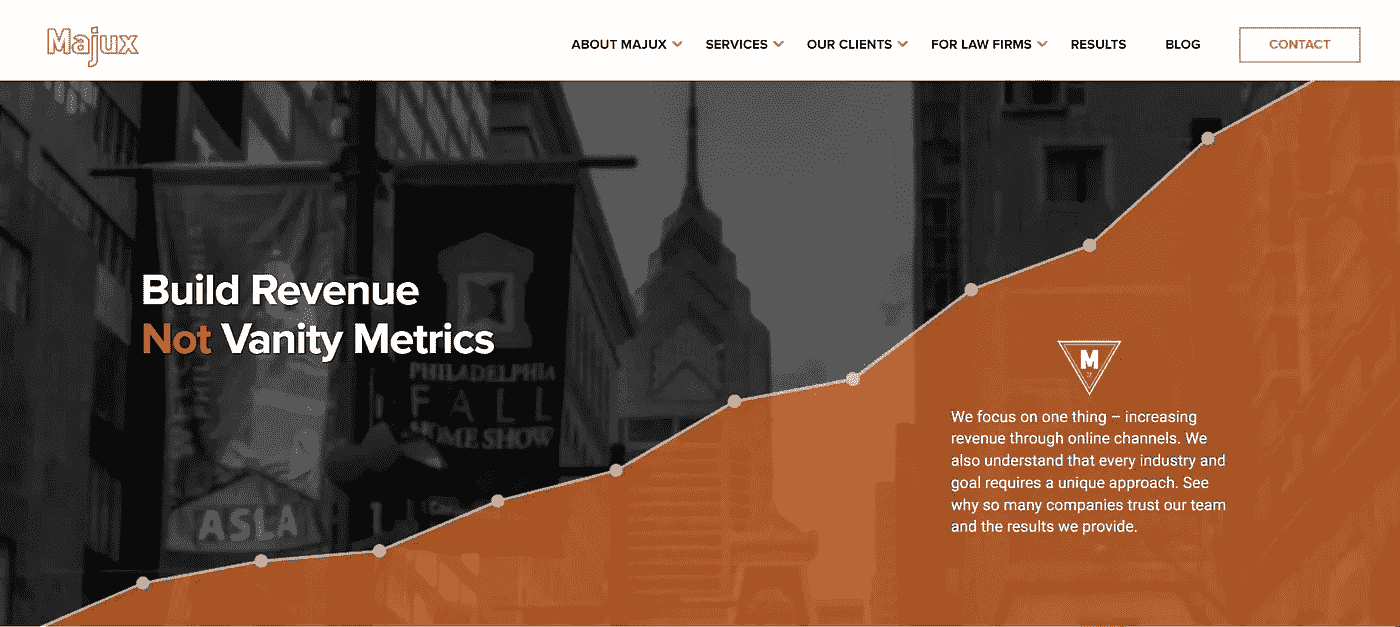 Majux
ABOUT MAJUX
SERVICES
OUR CLIENTS
FOR LAW FIRMS
RESULTS
BLOG
CONTACT
Build Revenue
Not Vanity Metrics
PHILADELPHIA
FALL
HOME SHOW
ASLA
M
We focus on one thing – increasing
revenue through online channels. We
also understand that every industry and
goal requires a unique approach. See
why so many companies trust our team
and the results we provide.